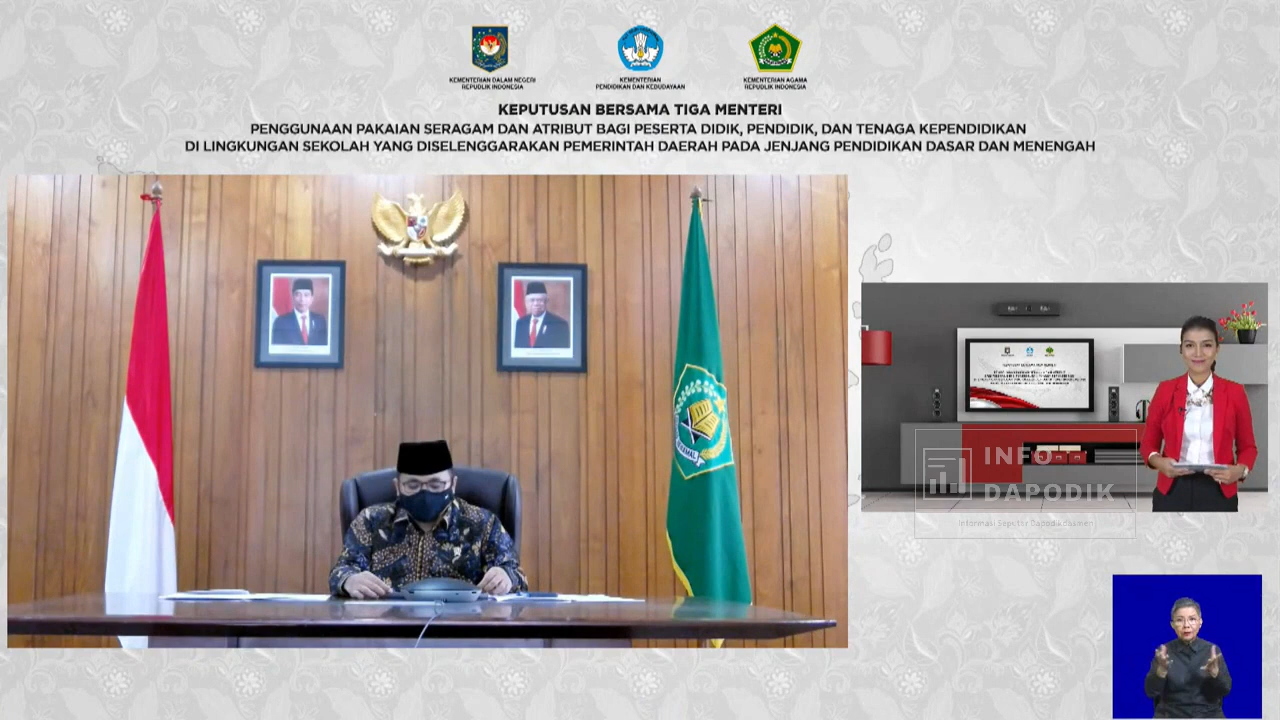 KEMENTERIAN DALAM NEGERI
REPUBLIK INDONESIA
KEMENTERIAN
PENDIDIKAN DAN KEBUDAYAAN
KEMENTERIAN AGAMA
REPUBLIK INDONESIA
KEPUTUSAN BERSAMA TIGA MENTERI
PENGGUNAAN PAKAIAN SERAGAM DAN ATRIBUT BAGI PESERTA DIDIK, PENDIDIK, DAN TENAGA KEPENDIDIKAN
DI LINGKUNGAN SEKOLAH YANG DISELENGGARAKAN PEMERINTAH DAERAH PADA JENJANG PENDIDIKAN DASAR DAN MENENGAH
INFO
DAPODIK
Informasi Seputar Dapodikdasmen